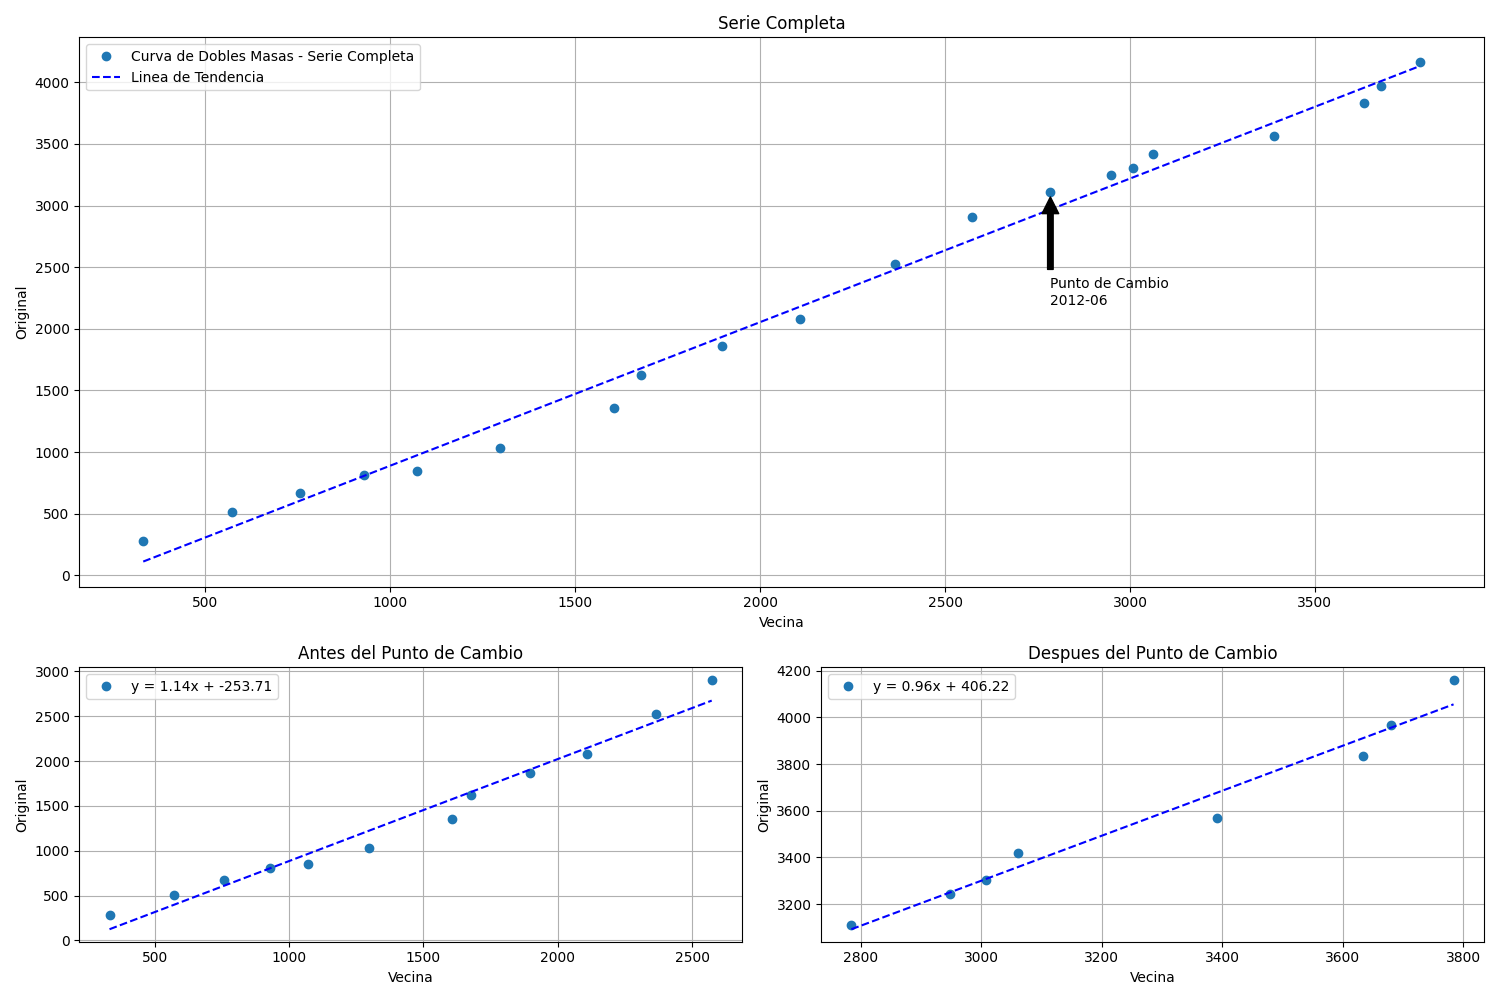 Serie Completa
Curva de Dobles Masas - Serie Completa
Linea de Tendencia
Original
4000
3500
3000
2500
2000
1500
1000
500
0
Punto de Cambio
2012-06
500 1000 1500 2000 2500 3000 3500
Vecina
Antes del Punto de Cambio
y = 1.14x + -253.71
Original
3000
2500
2000
1500
1000
500
0
500 1000 1500 2000 2500
Vecina
Despues del Punto de Cambio
y = 0.96x + 406.22
Original
4200
4000
3800
3600
3400
3200
2800 3000 3200 3400 3600 3800
Vecina